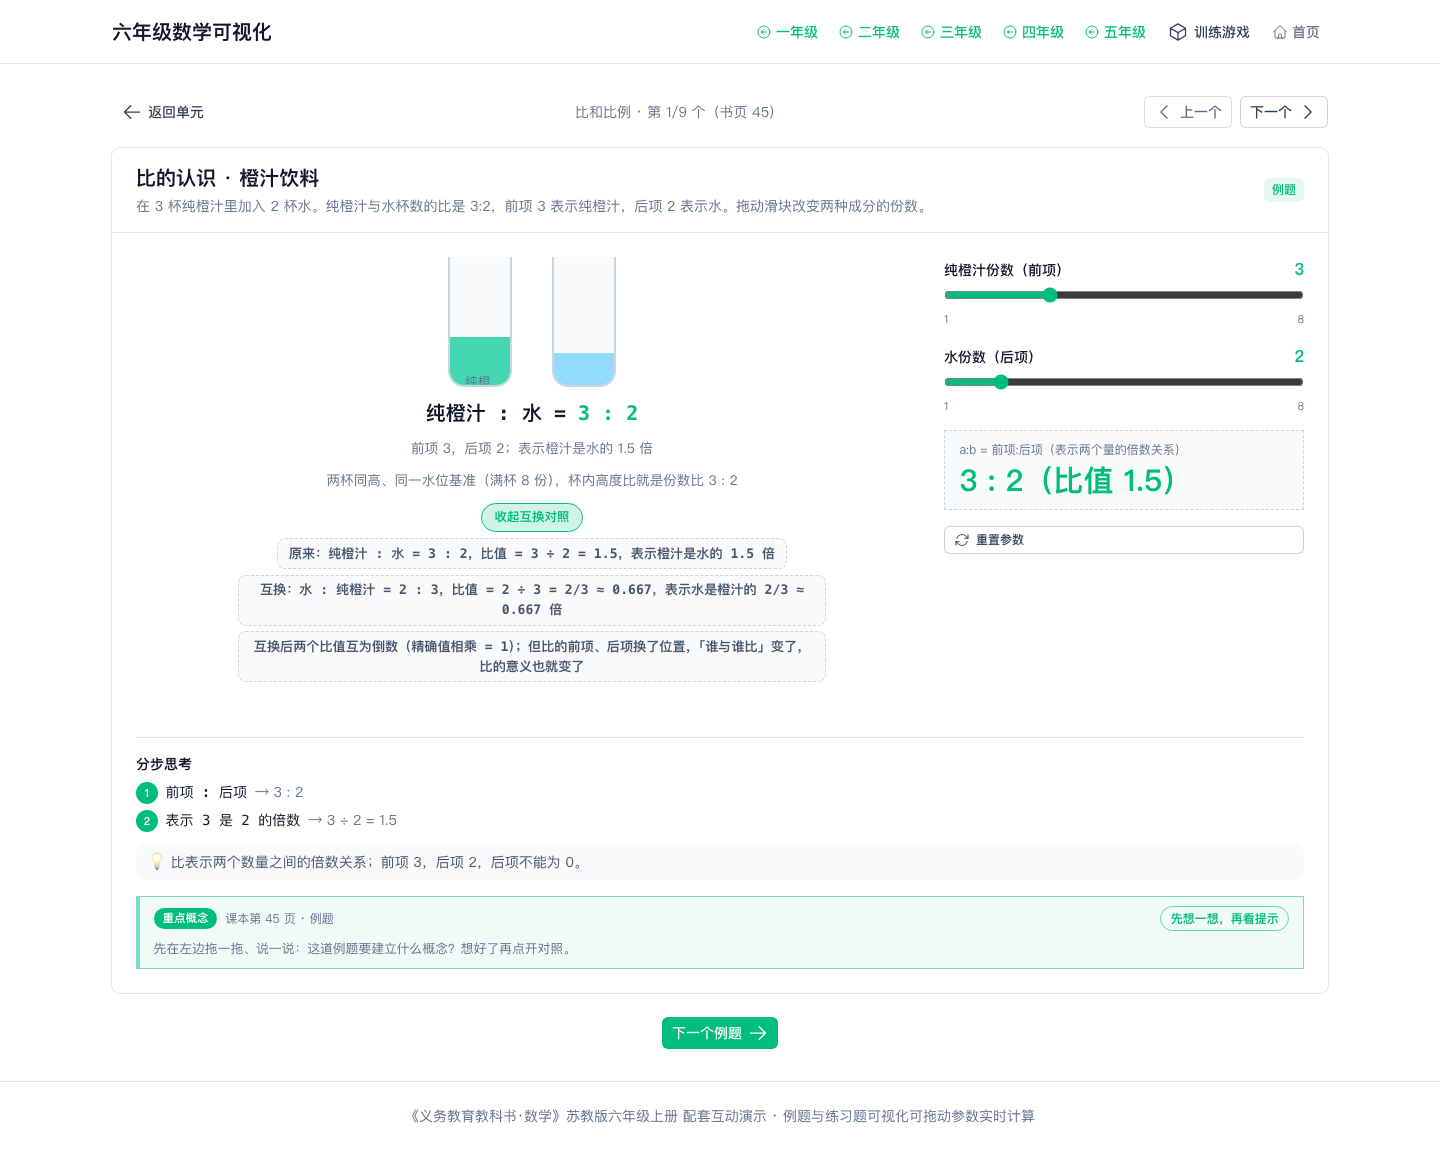 六年级数学可视化
一年级 二年级 三年级 四年级 五年级 训练游戏 首页
返回单元
比和比例 · 第 1/9 个（书页 45）
上一个 下一个
比的认识 · 橙汁饮料
在 3 杯纯橙汁里加入 2 杯水。纯橙汁与水杯数的比是 3:2，前项 3 表示纯橙汁，后项 2 表示水。拖动滑块改变两种成分的份数。
例题
纯橙
纯橙汁 : 水 = 3 : 2
前项 3，后项 2；表示橙汁是水的 1.5 倍
两杯同高、同一水位基准（满杯 8 份），杯内高度比就是份数比 3 : 2
收起互换对照
原来：纯橙汁 : 水 = 3 : 2，比值 = 3 ÷ 2 = 1.5，表示橙汁是水的 1.5 倍
互换：水 : 纯橙汁 = 2 : 3，比值 = 2 ÷ 3 = 2/3 ≈ 0.667，表示水是橙汁的 2/3 ≈
0.667 倍
互换后两个比值互为倒数（精确值相乘 = 1）；但比的前项、后项换了位置，「谁与谁比」变了，
比的意义也就变了
纯橙汁份数（前项） 3
1 8
水份数（后项） 2
1 8
a:b = 前项:后项（表示两个量的倍数关系）
3 : 2（比值 1.5）
重置参数
分步思考
1 前项 : 后项 → 3 : 2
2 表示 3 是 2 的倍数 → 3 ÷ 2 = 1.5
比表示两个数量之间的倍数关系；前项 3，后项 2，后项不能为 0。
重点概念 课本第 45 页 · 例题
先想一想，再看提示
先在左边拖一拖、说一说：这道例题要建立什么概念？想好了再点开对照。
下一个例题
《义务教育教科书·数学》苏教版六年级上册 配套互动演示 · 例题与练习题可视化可拖动参数实时计算